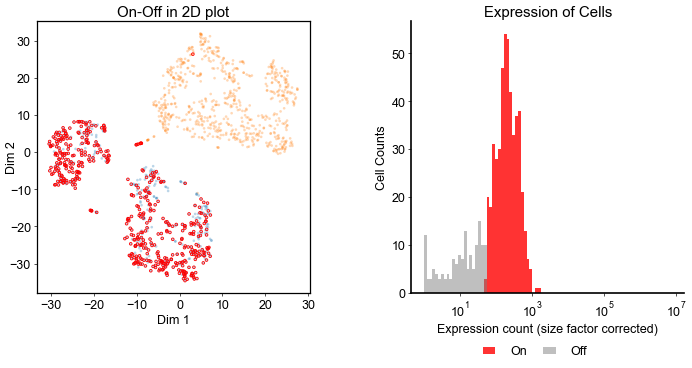 On-Off in 2D plot
30
20
10
0
−10
−20
−30
Dim 2
−30 −20 −10 0 10 20 30
Dim 1
Expression of Cells
50
40
30
20
10
0
Cell Counts
10^1 10^3 10^5 10^7
Expression count (size factor corrected)
On Off